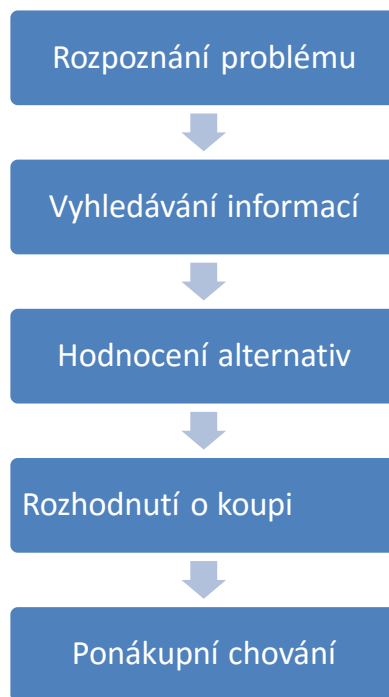 Rozpoznání problému
Vyhledávání informací
Hodnocení alternativ
Rozhodnutí o koupi
Ponákupní chování